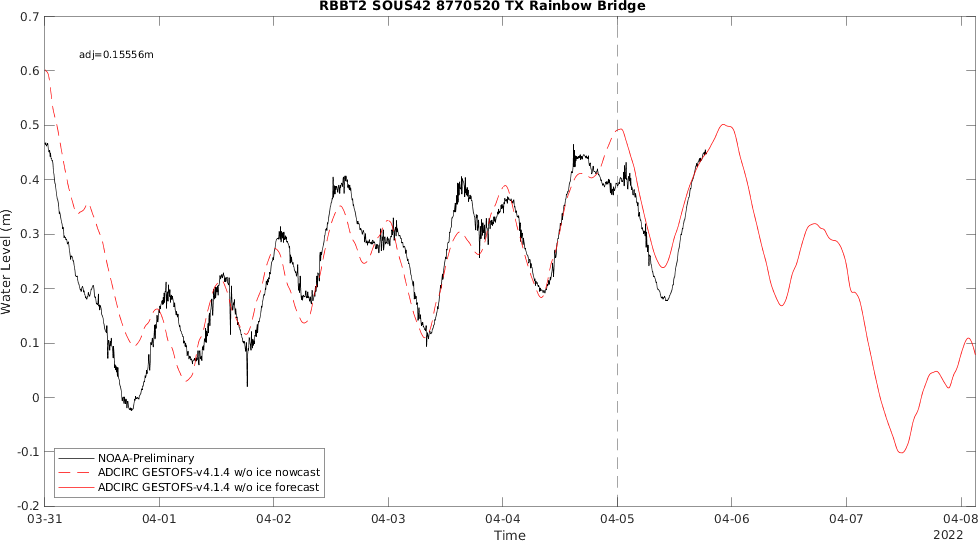 RBBT2 SOUS42 8770520 TX Rainbow Bridge
0.7
adj=0.15556m
0.6
0.5
0.4
0.3
0.2
0.1
0
-0.1
-0.2
Water Level (m)
NOAA-Preliminary
ADCIRC GESTOFS-v4.1.4 w/o ice nowcast
ADCIRC GESTOFS-v4.1.4 w/o ice forecast
03-31 04-01 04-02 04-03 04-04 04-05 04-06 04-07 04-08
Time
2022